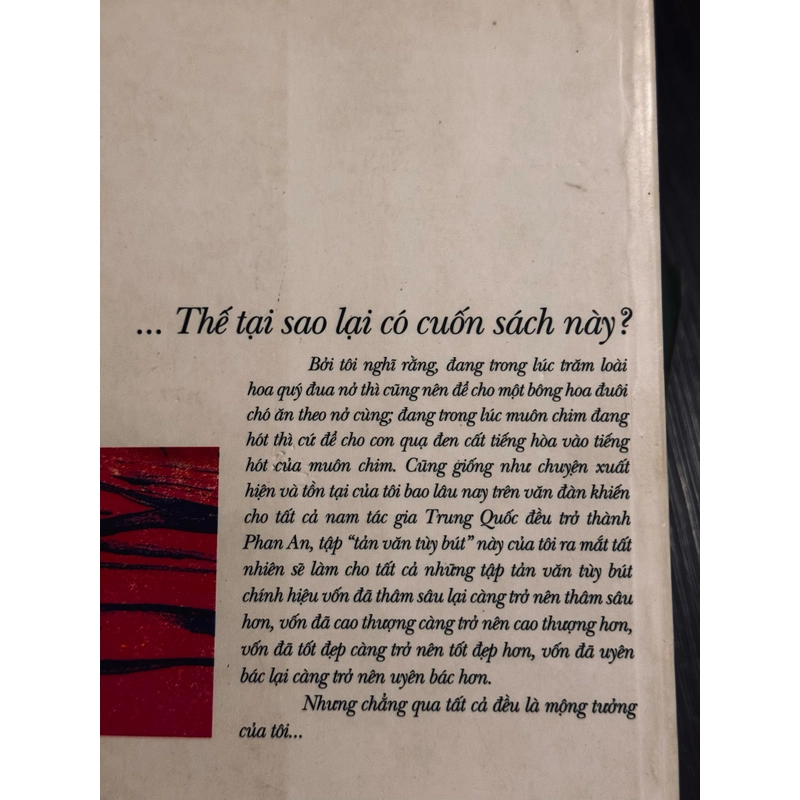 ... Thế tại sao lại có cuốn sách này?
Bởi tôi nghĩ rằng, đang trong lúc trăm loài
hoa quý đua nở thì cũng nên để cho một bông hoa đuôi
chó ăn theo nở cùng; đang trong lúc muôn chim đang
hót thì cứ để cho con quạ đen cất tiếng hòa vào tiếng
hót của muôn chim. Cũng giống như chuyện xuất
hiện và tồn tại của tôi bao lâu nay trên văn đàn khiến
cho tất cả nam tác gia Trung Quốc đều trở thành
Phan An, tập “tản văn tùy bút” này của tôi ra mắt tất
nhiên sẽ làm cho tất cả những tập tản văn tùy bút
chính hiệu vốn đã thâm sâu lại càng trở nên thâm sâu
hơn, vốn đã cao thượng càng trở nên cao thượng hơn,
vốn đã tốt đẹp càng trở nên tốt đẹp hơn, vốn đã uyên
bác lại càng trở nên uyên bác hơn.
Nhưng chẳng qua tất cả đều là mộng tưởng
của tôi...